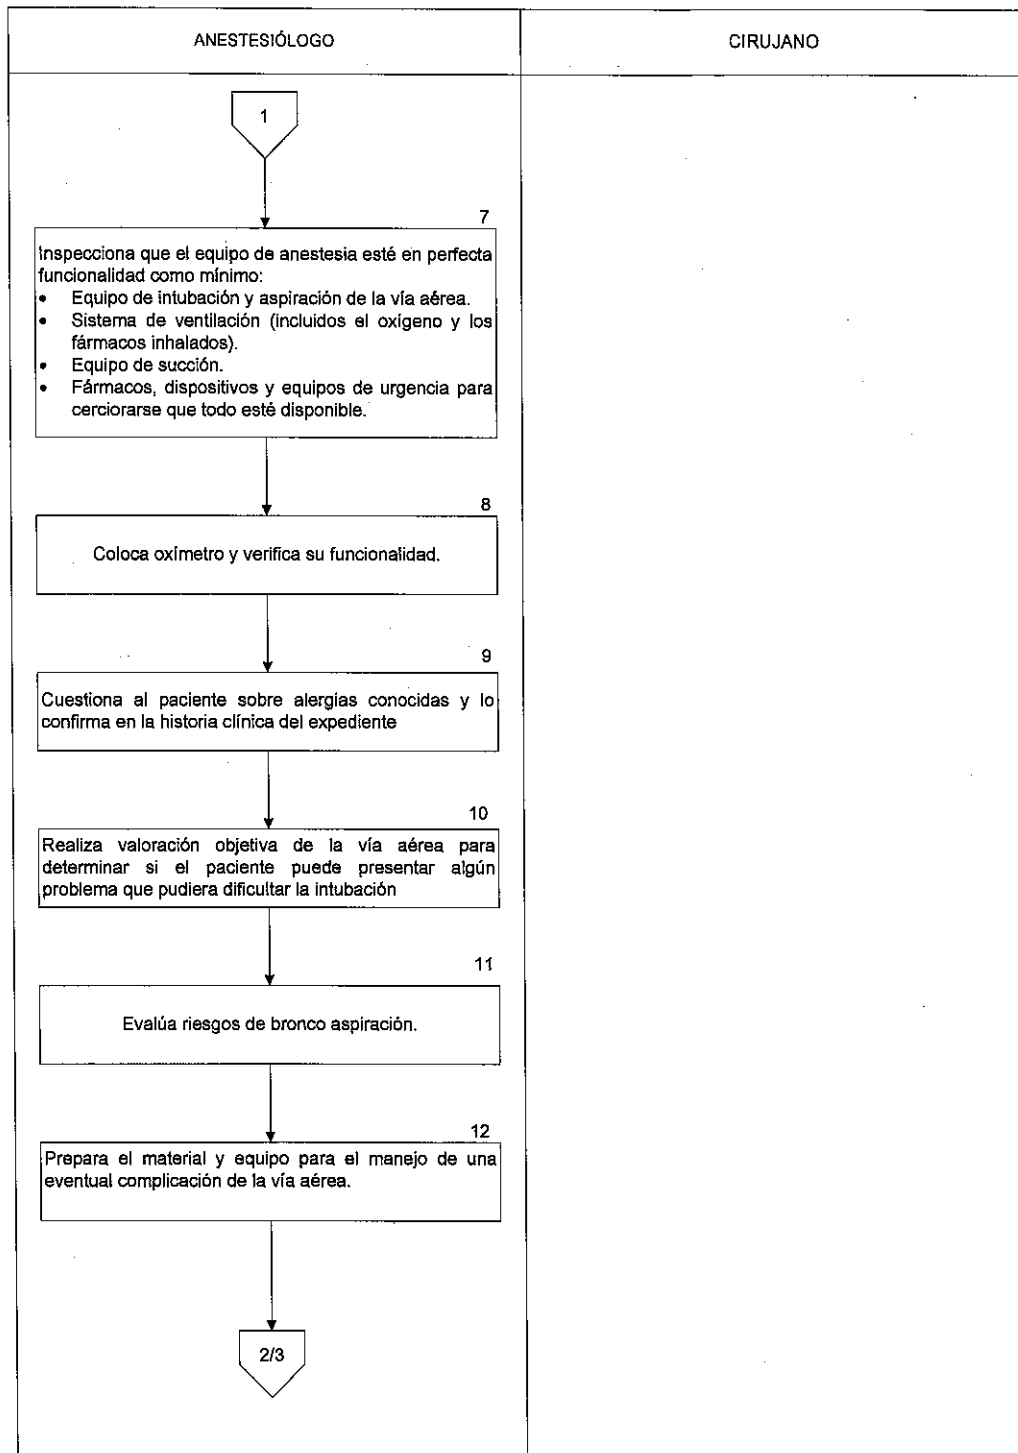 ANESTESIÓLOGO
CIRUJANO
1
7
Inspecciona que el equipo de anestesia esté en perfecta
funcionalidad como mínimo:
• Equipo de intubación y aspiración de la vía aérea.
• Sistema de ventilación (incluidos el oxígeno y los
fármacos inhalados).
• Equipo de succión.
• Fármacos, dispositivos y equipos de urgencia para
cerciorarse que todo esté disponible.
8
Coloca oxímetro y verifica su funcionalidad.
9
Cuestiona al paciente sobre alergias conocidas y lo
confirma en la historia clínica del expediente
10
Realiza valoración objetiva de la vía aérea para
determinar si el paciente puede presentar algún
problema que pudiera dificultar la intubación
11
Evalúa riesgos de bronco aspiración.
12
Prepara el material y equipo para el manejo de una
eventual complicación de la vía aérea.
2/3